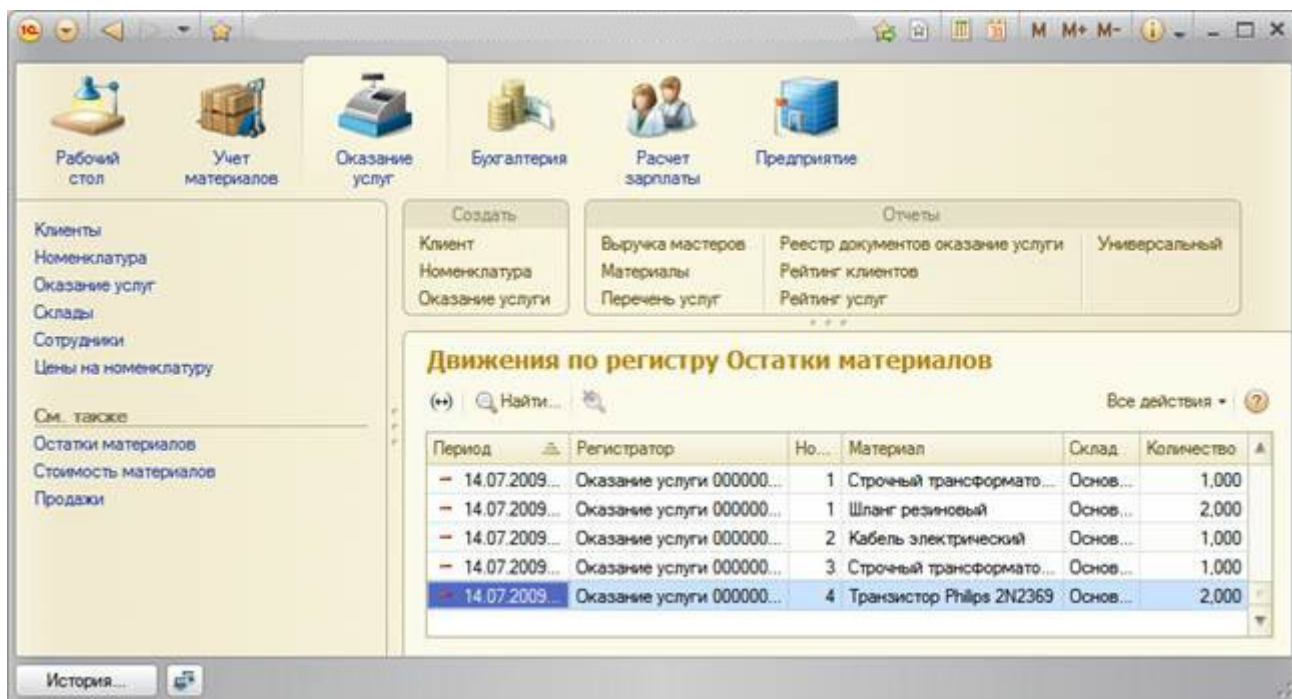 1С
31
M M+ M-
Рабочий
стол
Учет
материалов
Оказание
услуг
Бухгалтерия
Расчет
зарплаты
Предприятие
Клиенты
Номенклатура
Оказание услуг
Склады
Сотрудники
Цены на номенклатуру
См. также
Остатки материалов
Стоимость материалов
Продажи
Создать
Клиент
Номенклатура
Оказание услуги
Отчеты
Выручка мастеров
Материалы
Перечень услуг
Реестр документов оказание услуги
Рейтинг клиентов
Рейтинг услуг
Универсальный
Движения по регистру Остатки материалов
Найти...
Все действия
Период Регистратор Но... Материал Склад Количество
14.07.2009... Оказание услуги 000000... 1 Строчный трансформато... Основ... 1,000
14.07.2009... Оказание услуги 000000... 1 Шланг резиновый Основ... 2,000
14.07.2009... Оказание услуги 000000... 2 Кабель электрический Основ... 1,000
14.07.2009... Оказание услуги 000000... 3 Строчный трансформато... Основ... 1,000
14.07.2009... Оказание услуги 000000... 4 Транзистор Philips 2N2369 Основ... 2,000
История...